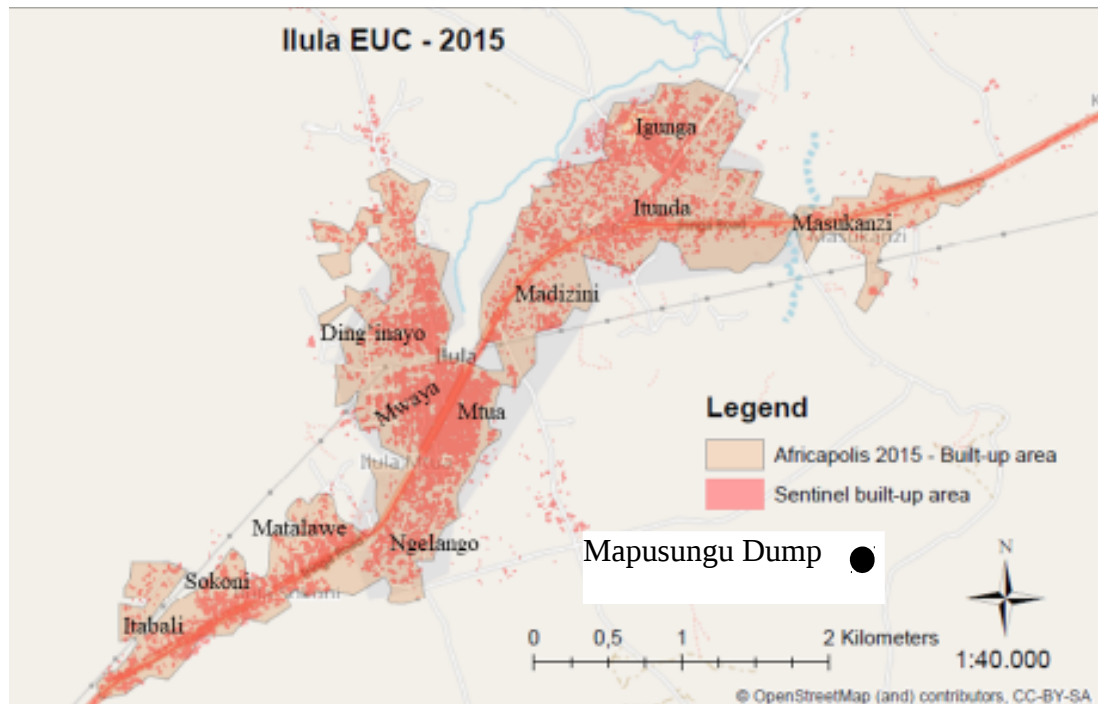 Ilula EUC - 2015
K
Igunga
Itunda
Masukanzi
Masukanzi
Madizini
Ding'inayo
Ilula
Mwaya
Mtua
Legend
Africapolis 2015 - Built-up area
Sentinel built-up area
Ilula Mtua
Matalawe
Ngelango
Mapusungu Dump
Sokoni
Itabali
N
0 0,5 1 2 Kilometers
1:40.000
© OpenStreetMap (and) contributors, CC-BY-SA